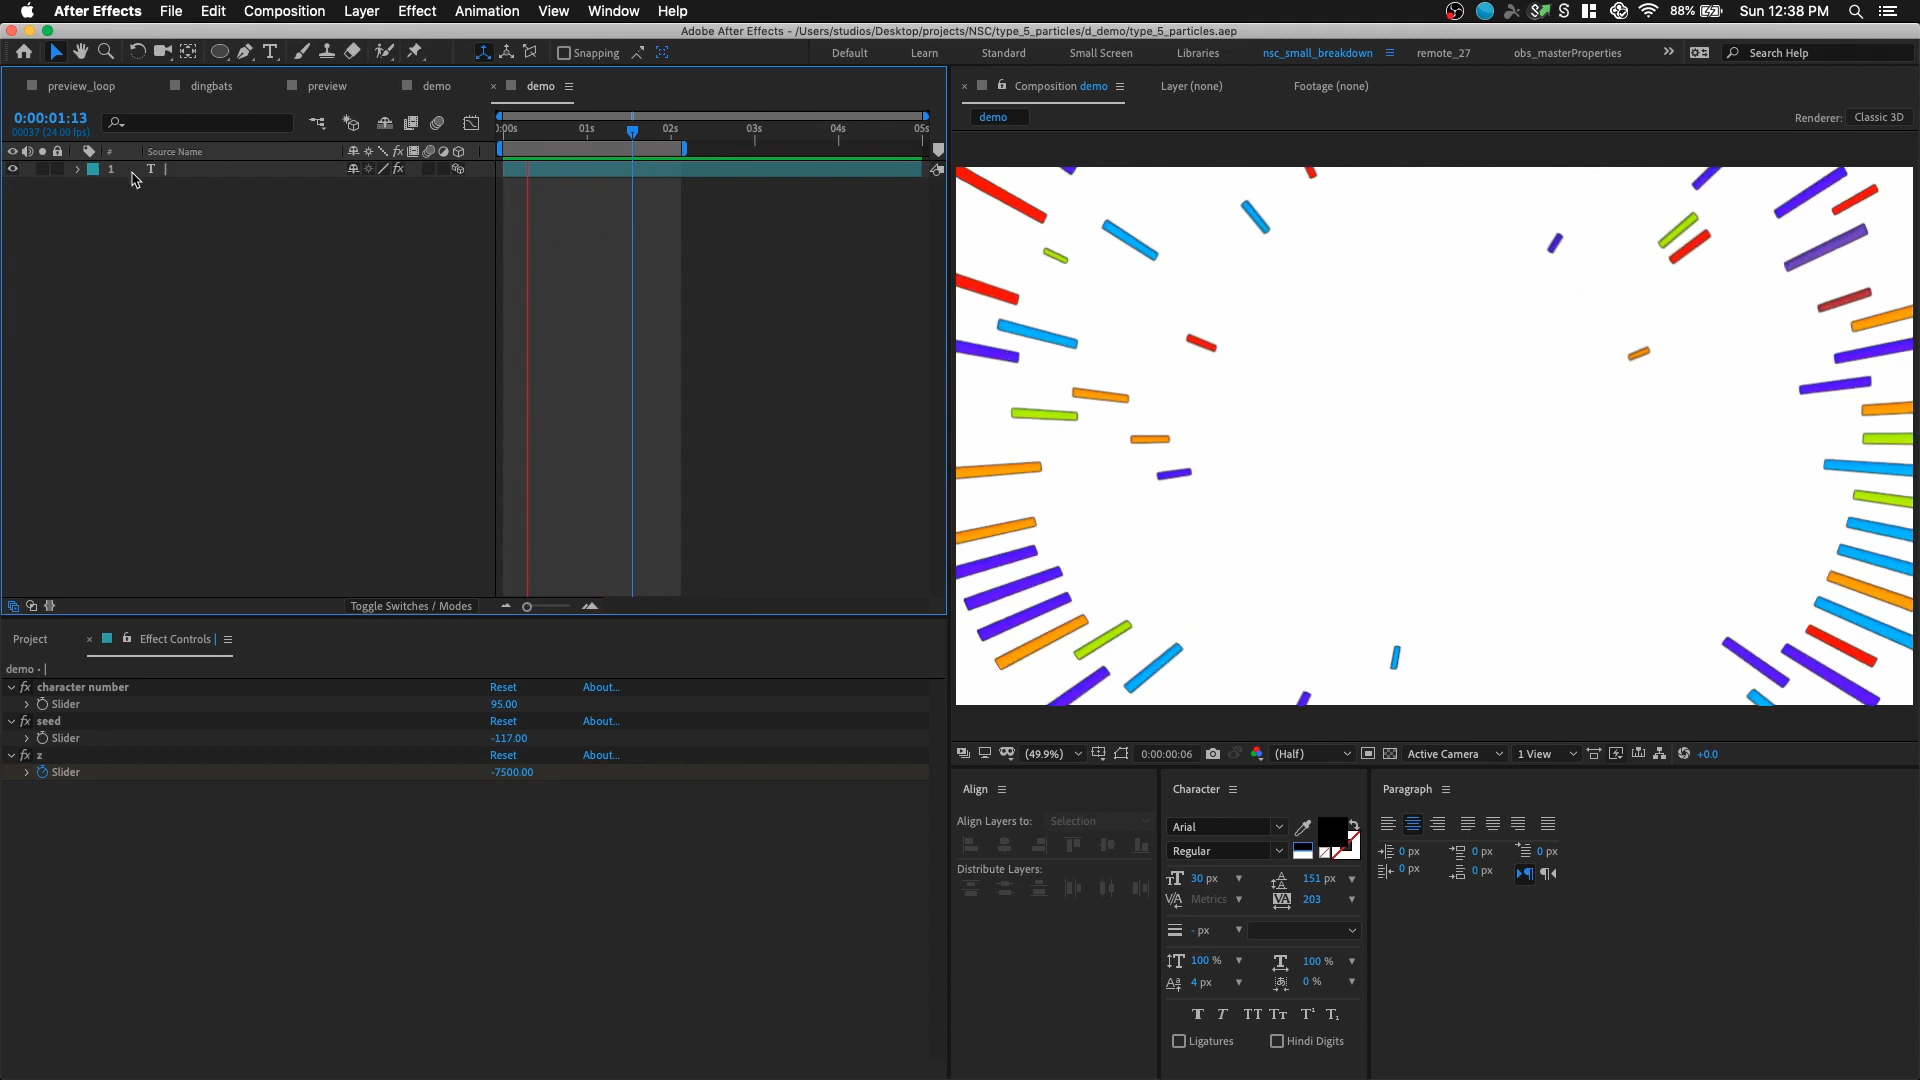 After Effects File Edit Composition Layer Effect Animation View Window Help 88% Sun 12:38 PM
Adobe After Effects - /Users/studios/Desktop/projects/NSC/type_5_particles/d_demo/type_5_particles.aep
Snapping Default Learn Standard Small Screen Libraries nsc_small_breakdown remote_27 obs_masterProperties Search Help
preview_loop dingbats preview demo demo
Composition demo Layer (none) Footage (none)
0:00:01:13
00037 (24.00 fps)
demo Renderer: Classic 3D
:00s 01s 02s 03s 04s 05s
# Source Name
1 T |
Toggle Switches / Modes
Project Effect Controls |
demo • |
fx character number Reset About...
Slider 95.00
fx seed Reset About...
Slider -117.00
fx z Reset About...
Slider -7500.00
(49.9%) 0:00:00:06 (Half) Active Camera 1 View +0.0
Align
Align Layers to: Selection
Distribute Layers:
Character
Arial
Regular
30 px 151 px
Metrics 203
- px
100 % 100 %
4 px 0 %
Ligatures Hindi Digits
Paragraph
0 px 0 px 0 px
0 px 0 px